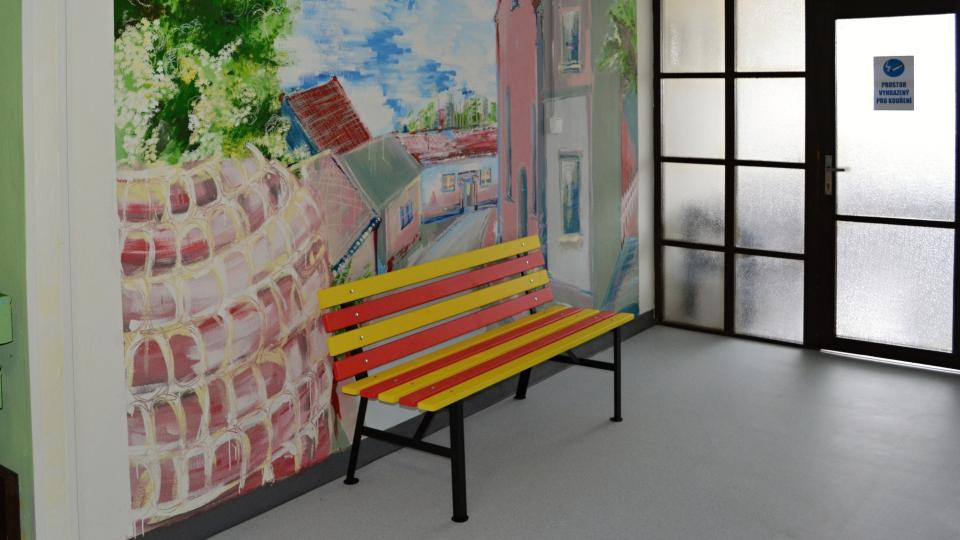 PROSTOR
VYHRAZENÝ
PRO KOUŘENÍ